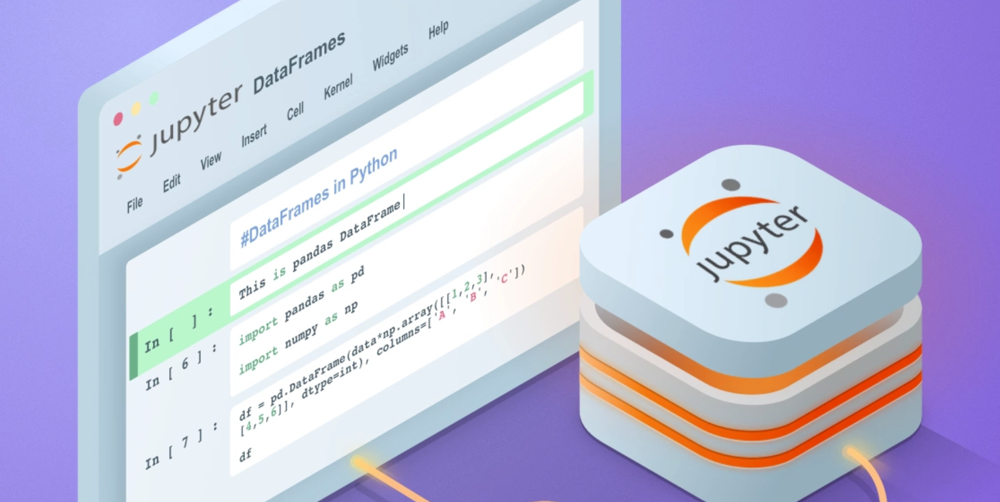 jupyter DataFrames
File Edit View Insert Cell Kernel Widgets Help
#DataFrames in Python
In [ ] : This is pandas DataFrame|
In [ 6 ] : import pandas as pd
import numpy as np
In [ 7 ] : df = pd.DataFrame(data*np.array([[1,2,3],
[4,5,6]], dtype=int), columns=['A', 'B', 'C'])
df
jupyter